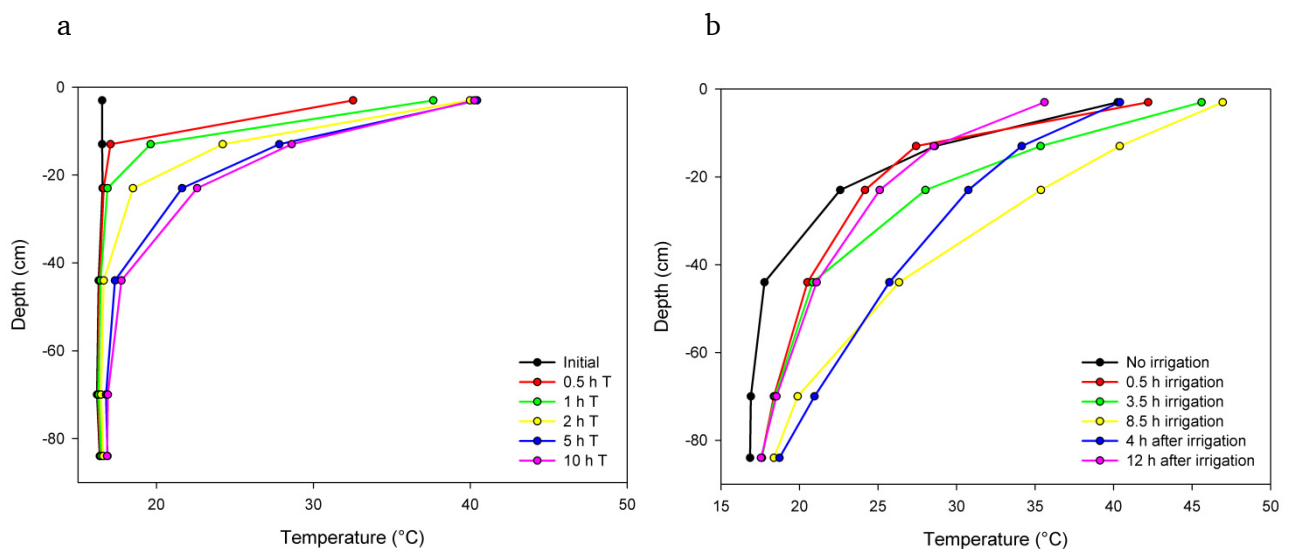 a
b
0
-20
-40
-60
-80
Depth (cm)
20
30
40
50
Temperature (°C)
Initial
0.5 h T
1 h T
2 h T
5 h T
10 h T
0
-20
-40
-60
-80
Depth (cm)
15
20
25
30
35
40
45
50
Temperature (°C)
No irrigation
0.5 h irrigation
3.5 h irrigation
8.5 h irrigation
4 h after irrigation
12 h after irrigation